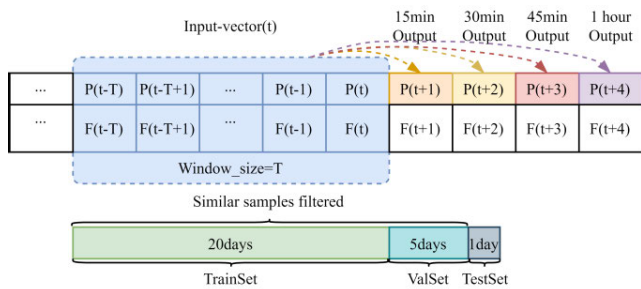 Input-vector(t)
15min Output
30min Output
45min Output
1 hour Output
... P(t-T) P(t-T+1) ... P(t-1) P(t) P(t+1) P(t+2) P(t+3) P(t+4)
... F(t-T) F(t-T+1) ... F(t-1) F(t) F(t+1) F(t+2) F(t+3) F(t+4)
Window_size=T
Similar samples filtered
20days 5days 1day
TrainSet ValSet TestSet